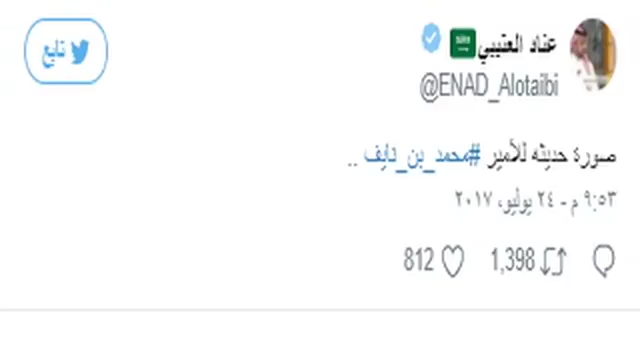 عناد العتيبي
تابع
@ENAD_Alotaibi
صورة حديثه للأمير #محمد_بن_نايف ..
٩:٥٣ م - ٢٤ يوليو، ٢٠١٧
1,398 812